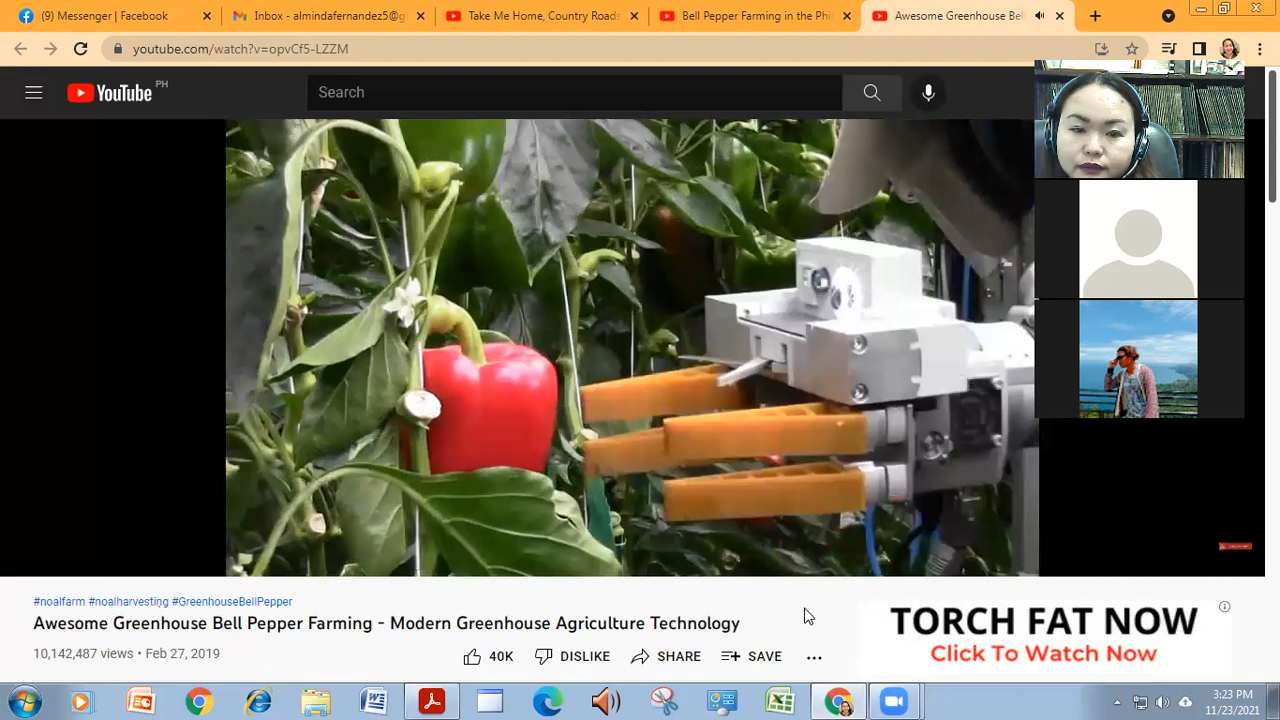 (9) Messenger | Facebook
Inbox - almindafernandez5@g
Take Me Home, Country Roads
Bell Pepper Farming in the Phi
Awesome Greenhouse Bel
youtube.com/watch?v=opvCf5-LZZM
YouTube PH
Search
#noalfarm #noalharvesting #GreenhouseBellPepper
Awesome Greenhouse Bell Pepper Farming - Modern Greenhouse Agriculture Technology
10,142,487 views • Feb 27, 2019
40K
DISLIKE
SHARE
SAVE
TORCH FAT NOW
Click To Watch Now
3:23 PM
11/23/2021